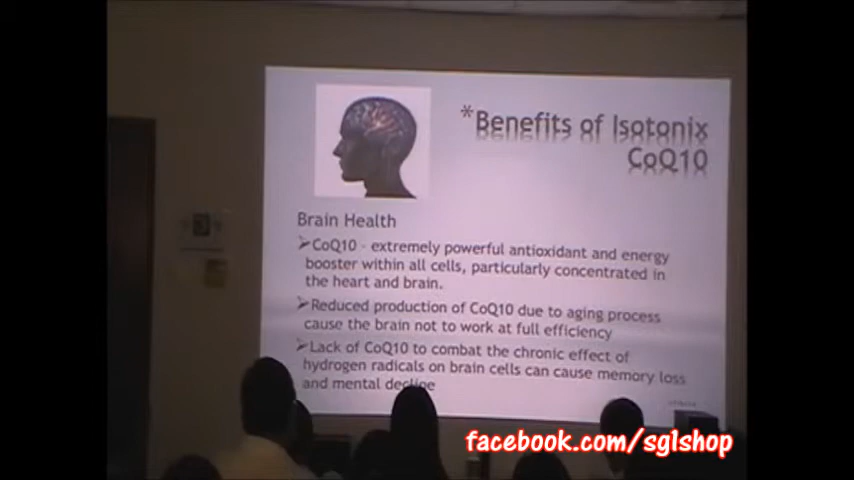 *Benefits of Isotonix
CoQ10
Brain Health
➢CoQ10 - extremely powerful antioxidant and energy
booster within all cells, particularly concentrated in
the heart and brain.
➢Reduced production of CoQ10 due to aging process
cause the brain not to work at full efficiency
➢Lack of CoQ10 to combat the chronic effect of
hydrogen radicals on brain cells can cause memory loss
and mental decline
facebook.com/sg1shop